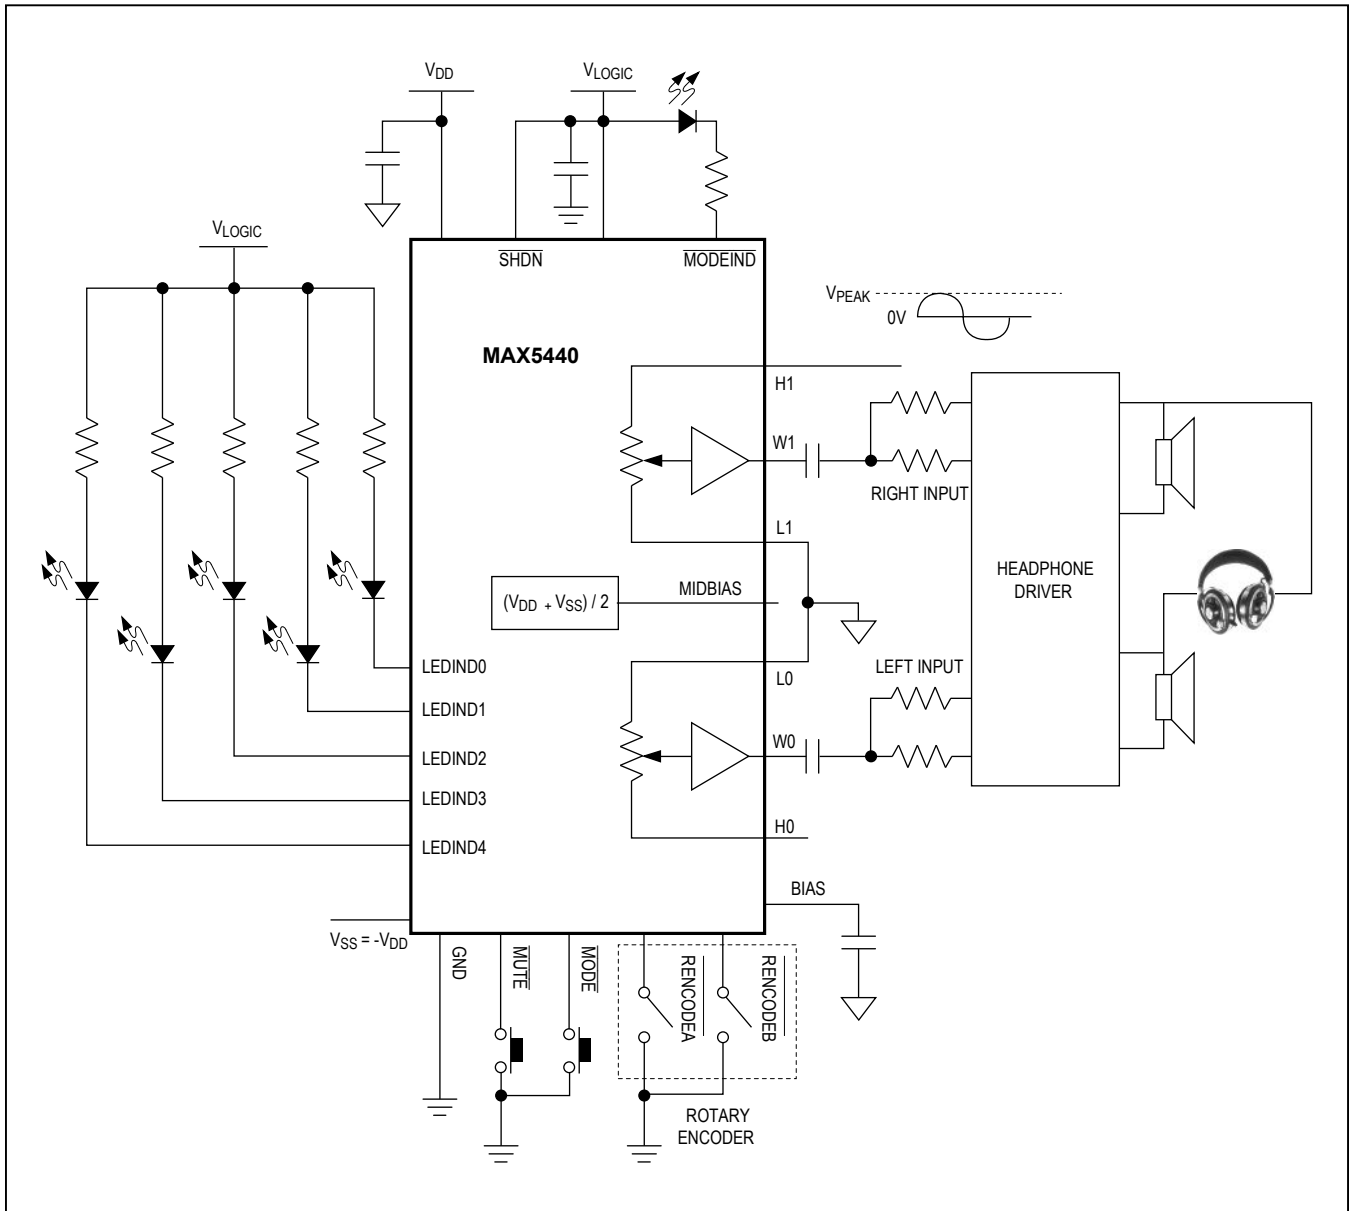 VDD
VLOGIC
VLOGIC
SHDN
MODEIND
MAX5440
VPEAK
0V
H1
W1
RIGHT INPUT
L1
HEADPHONE
DRIVER
(VDD + VSS) / 2
MIDBIAS
LEDIND0
LEDIND1
LEDIND2
LEDIND3
LEDIND4
L0
LEFT INPUT
W0
H0
BIAS
VSS = -VDD
GND
MUTE
MODE
RENCODEA
RENCODEB
ROTARY
ENCODER